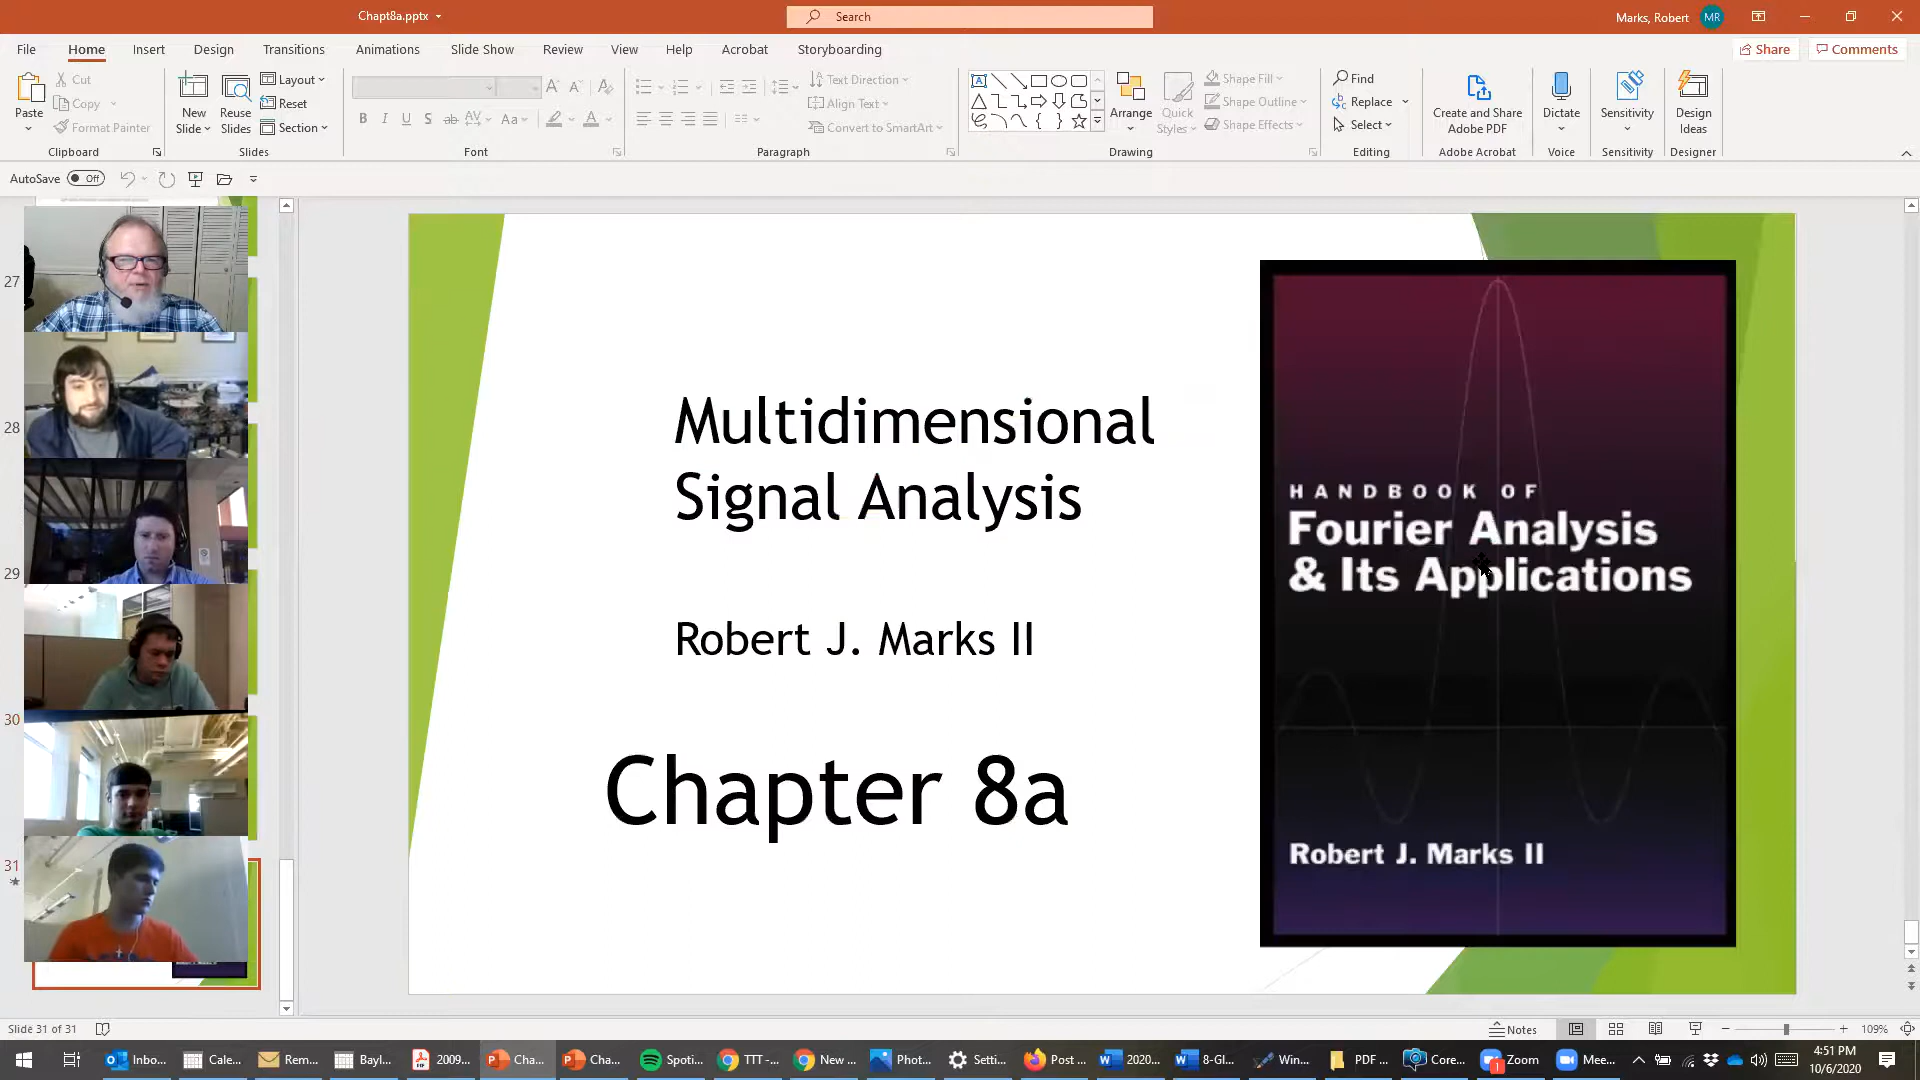 Chapt8a.pptx
Search
Marks, Robert
MR
File
Home
Insert
Design
Transitions
Animations
Slide Show
Review
View
Help
Acrobat
Storyboarding
Share
Comments
Paste
Cut
Copy
Format Painter
Clipboard
New
Slide
Reuse
Slides
Layout
Reset
Section
Slides
B I U S ab AV Aa A
Font
Text Direction
Align Text
Convert to SmartArt
Paragraph
Arrange
Quick
Styles
Shape Fill
Shape Outline
Shape Effects
Drawing
Find
Replace
Select
Editing
Create and Share
Adobe PDF
Adobe Acrobat
Dictate
Voice
Sensitivity
Sensitivity
Design
Ideas
Designer
AutoSave
Off
27
28
29
30
31
Multidimensional
Signal Analysis
Robert J. Marks II
Chapter 8a
HANDBOOK OF
Fourier Analysis
& Its Applications
Robert J. Marks II
Slide 31 of 31
Notes
109%
Inbo...
Cale...
Rem...
Bayl...
2009...
Cha...
Cha...
Spoti...
TTT -...
New ...
Phot...
Setti...
Post ...
2020...
8-Gl...
Win...
PDF ...
Core...
Zoom
1
Mee...
4:51 PM
10/6/2020